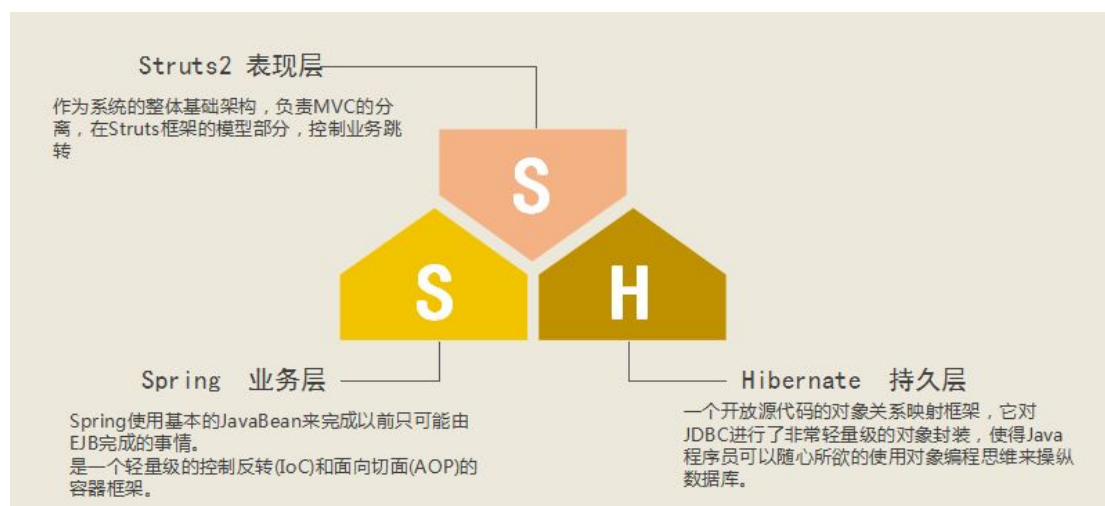 Struts2 表现层
作为系统的整体基础架构，负责MVC的分
离，在Struts框架的模型部分，控制业务跳
转
S
S
H
Spring 业务层
Spring使用基本的JavaBean来完成以前只可能由
EJB完成的事情。
是一个轻量级的控制反转(IoC)和面向切面(AOP)的
容器框架。
Hibernate 持久层
一个开放源代码的对象关系映射框架，它对
JDBC进行了非常轻量级的对象封装，使得Java
程序员可以随心所欲的使用对象编程思维来操纵
数据库。